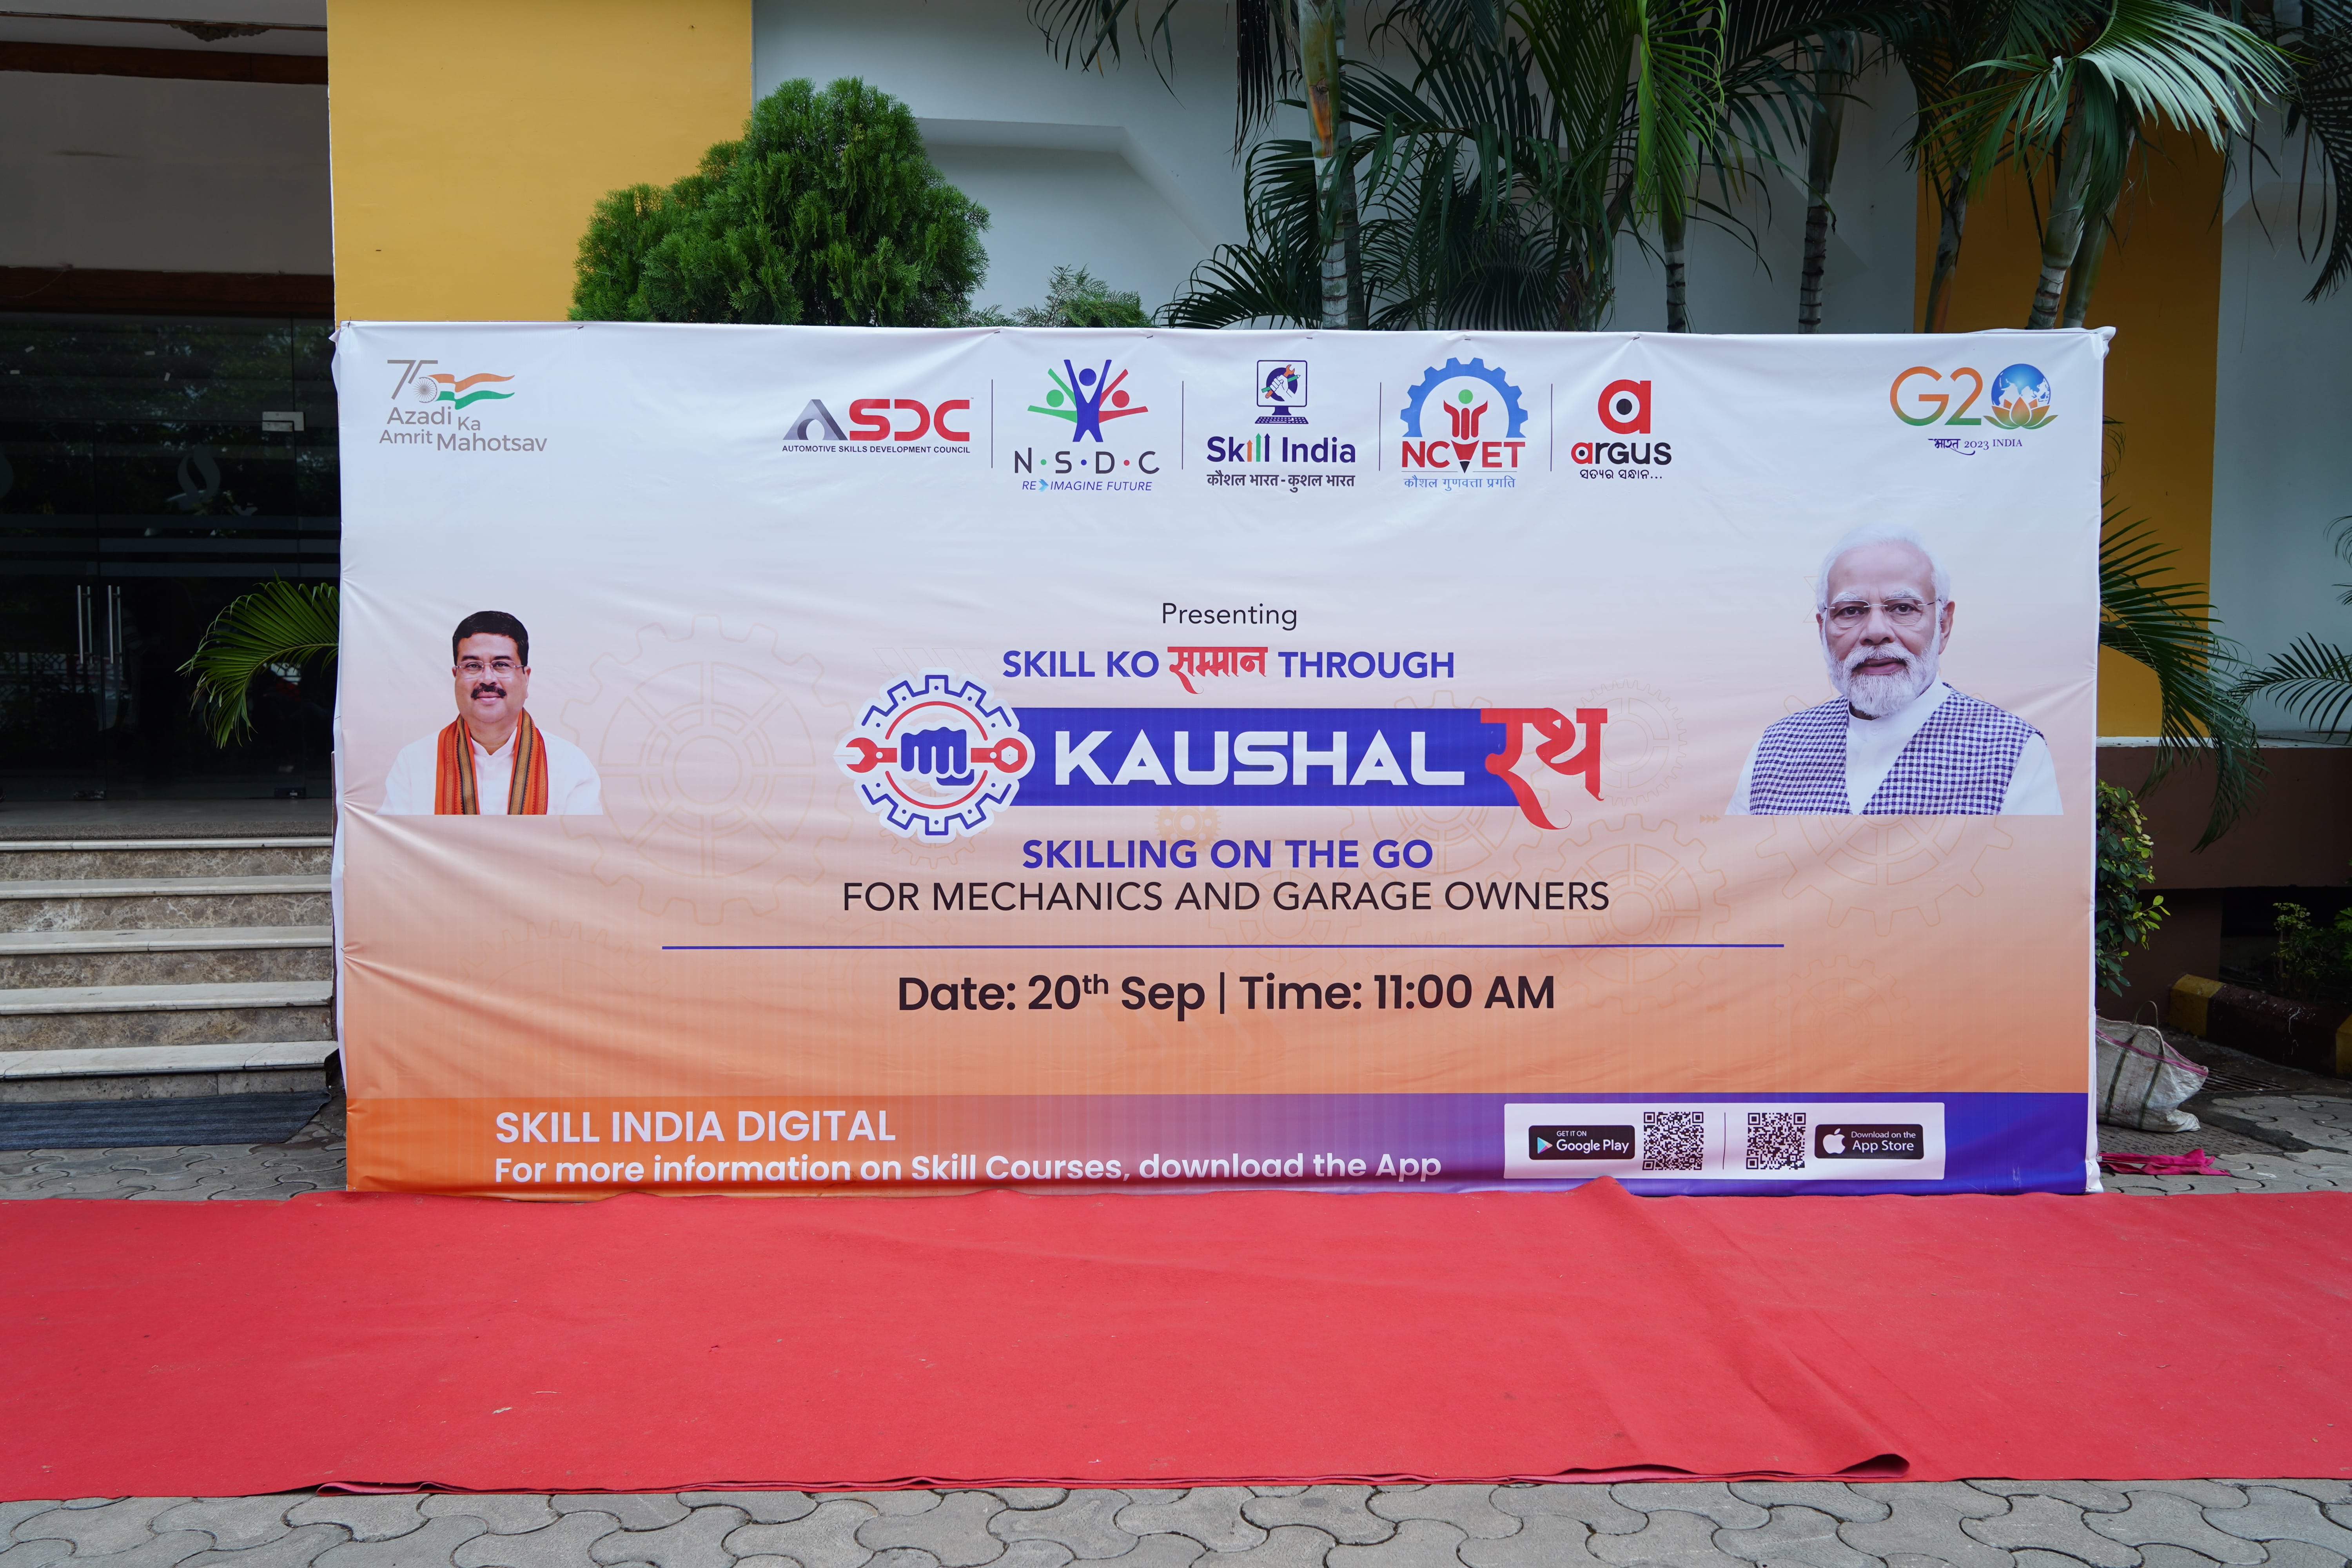 75
Azadi Ka
Amrit Mahotsav
ASDC
AUTOMOTIVE SKILLS DEVELOPMENT COUNCIL
N·S·D·C
RE IMAGINE FUTURE
Skill India
कौशल भारत - कुशल भारत
NCVET
कौशल गुणवत्ता प्रगति
a
argus
ସତ୍ୟର ସନ୍ଧାନ...
G20
भारत 2023 INDIA
Presenting
SKILL KO सम्मान THROUGH
KAUSHAL रथ
SKILLING ON THE GO
FOR MECHANICS AND GARAGE OWNERS
Date: 20th Sep | Time: 11:00 AM
SKILL INDIA DIGITAL
For more information on Skill Courses, download the App
GET IT ON
Google Play
Download on the
App Store